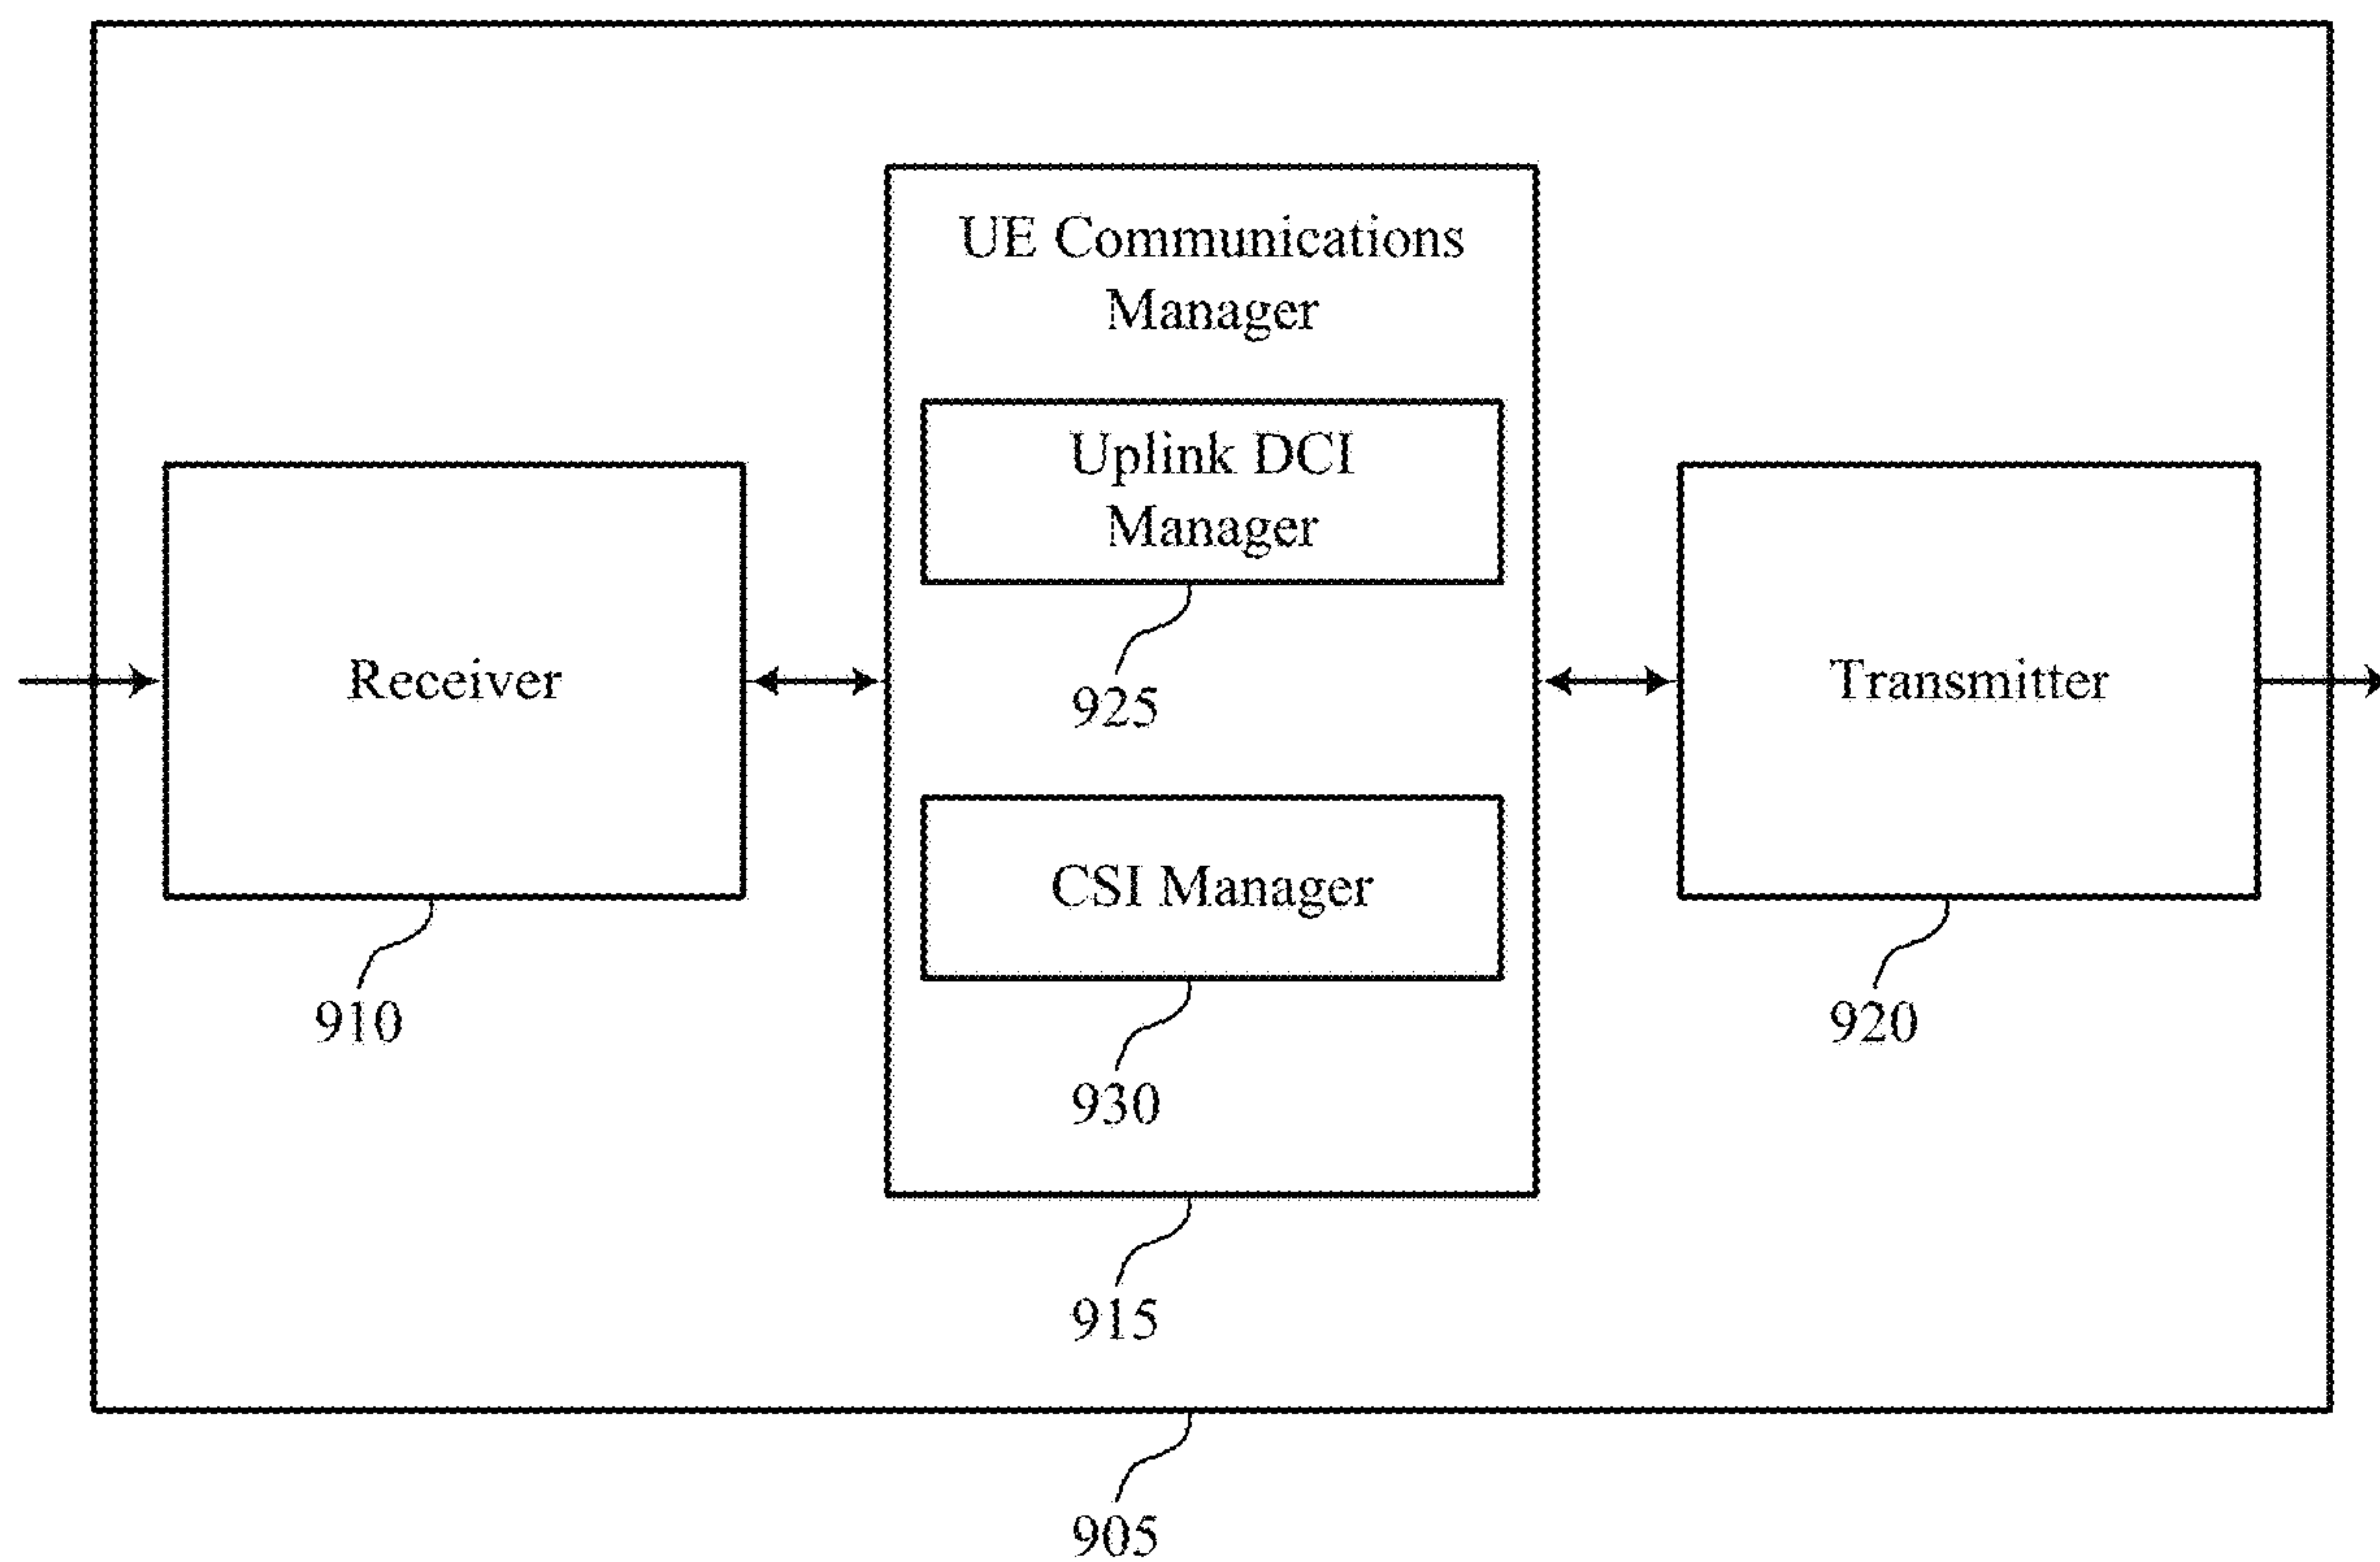 UE Communications
Manager
Uplink DCI
Manager
925
Receiver
910
CSI Manager
930
Transmitter
920
915
905